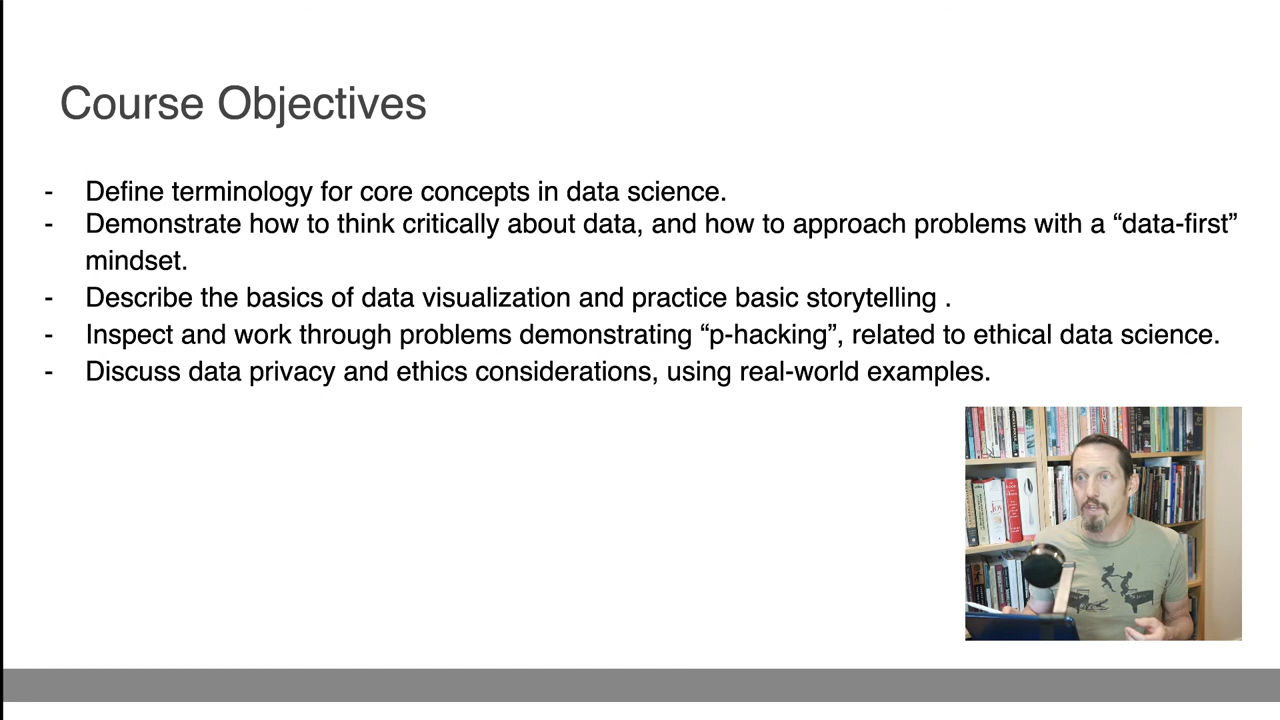 Course Objectives
- Define terminology for core concepts in data science.
- Demonstrate how to think critically about data, and how to approach problems with a “data-first”
mindset.
- Describe the basics of data visualization and practice basic storytelling .
- Inspect and work through problems demonstrating “p-hacking”, related to ethical data science.
- Discuss data privacy and ethics considerations, using real-world examples.
Joy